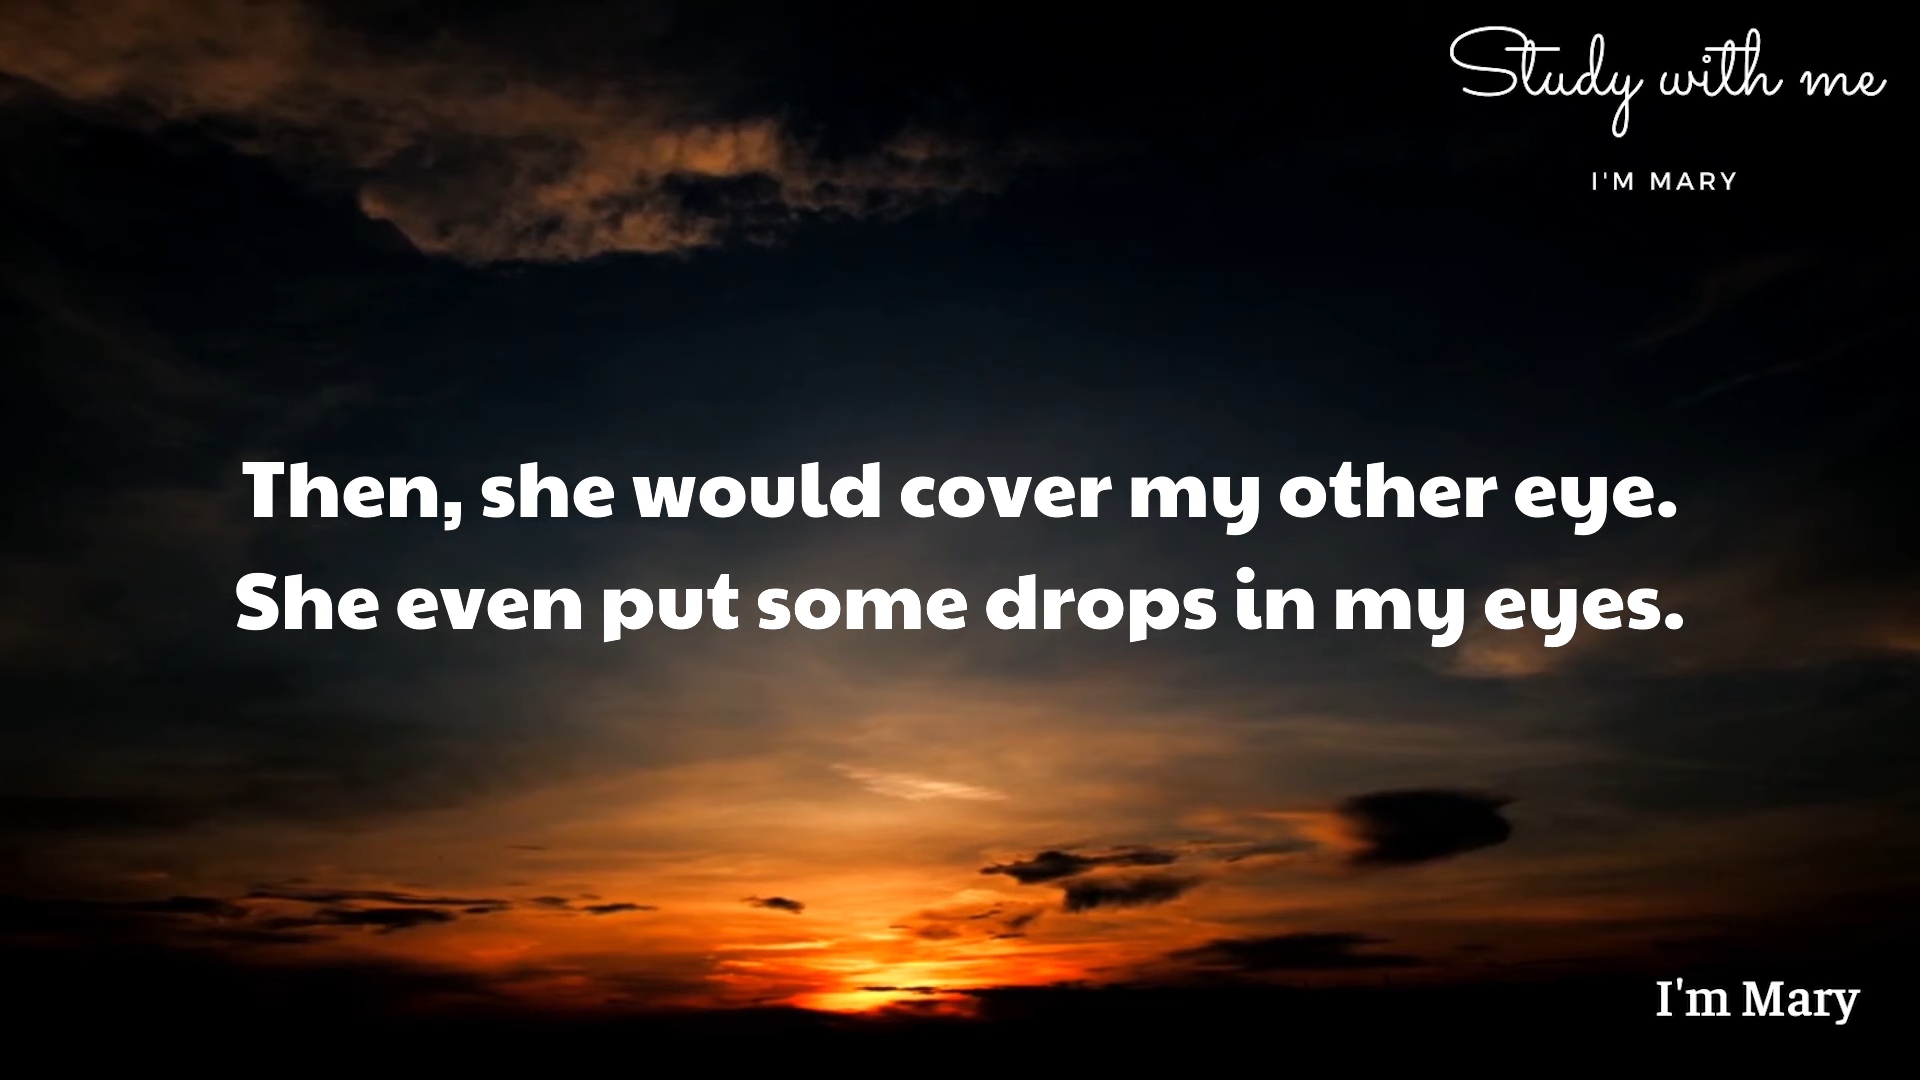 Study with me
I'M MARY
Then, she would cover my other eye.
She even put some drops in my eyes.
I'm Mary